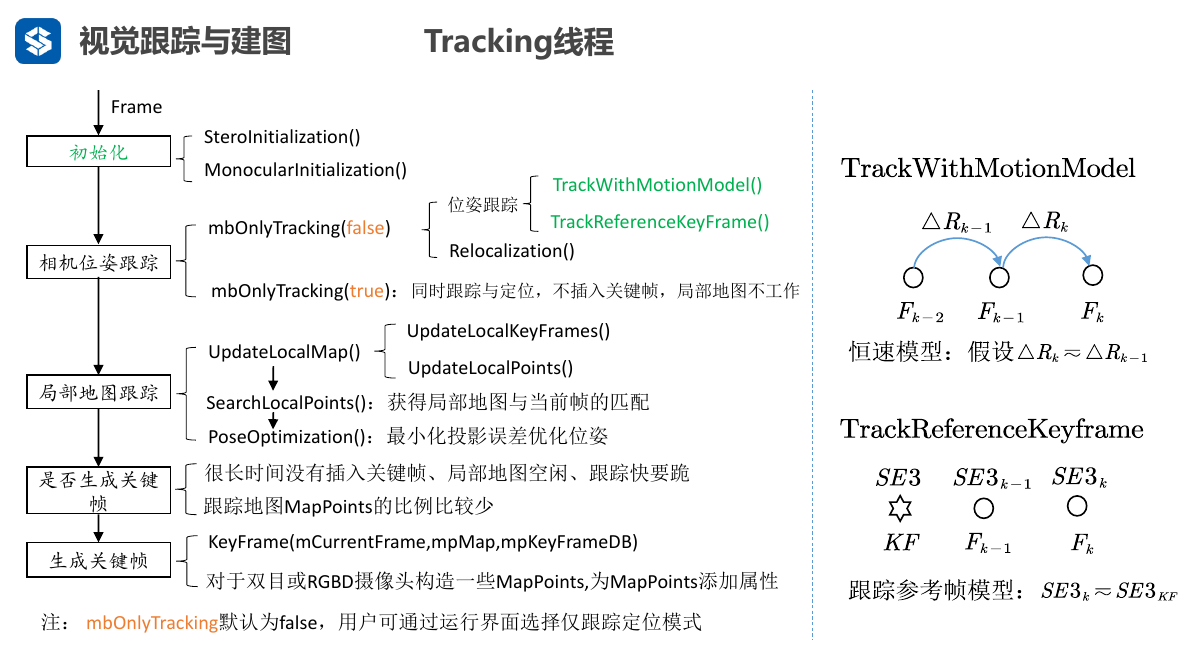 视觉跟踪与建图
Tracking线程
Frame
初始化
SteroInitialization()
MonocularInitialization()
相机位姿跟踪
mbOnlyTracking(false)
位姿跟踪
TrackWithMotionModel()
TrackReferenceKeyFrame()
Relocalization()
mbOnlyTracking(true)：同时跟踪与定位，不插入关键帧，局部地图不工作
局部地图跟踪
UpdateLocalMap()
UpdateLocalKeyFrames()
UpdateLocalPoints()
SearchLocalPoints()：获得局部地图与当前帧的匹配
PoseOptimization()：最小化投影误差优化位姿
是否生成关键
帧
很长时间没有插入关键帧、局部地图空闲、跟踪快要跪
跟踪地图MapPoints的比例比较少
生成关键帧
KeyFrame(mCurrentFrame,mpMap,mpKeyFrameDB)
对于双目或RGBD摄像头构造一些MapPoints,为MapPoints添加属性
注： mbOnlyTracking默认为false，用户可通过运行界面选择仅跟踪定位模式
TrackWithMotionModel
△R_{k-1} △R_k
F_{k-2} F_{k-1} F_k
恒速模型：假设△R_k≈△R_{k-1}
TrackReferenceKeyframe
SE3 SE3_{k-1} SE3_k
KF F_{k-1} F_k
跟踪参考帧模型：SE3_k≈SE3_{KF}